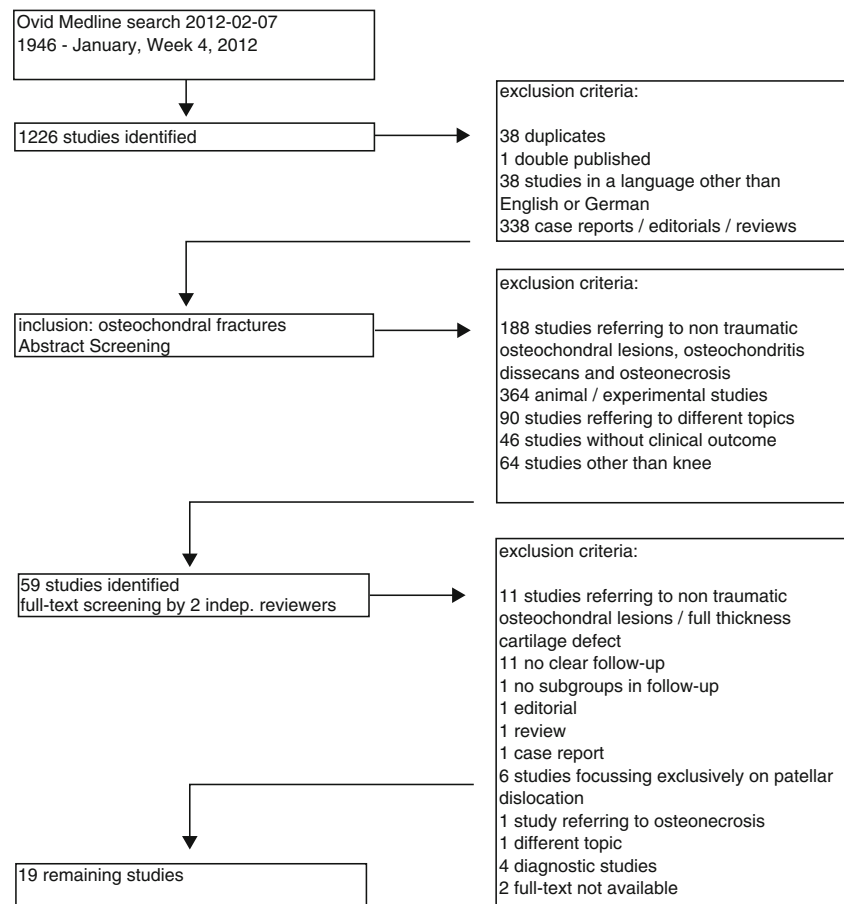 Ovid Medline search 2012-02-07
1946 - January, Week 4, 2012
1226 studies identified
exclusion criteria:
38 duplicates
1 double published
38 studies in a language other than
English or German
338 case reports / editorials / reviews
inclusion: osteochondral fractures
Abstract Screening
exclusion criteria:
188 studies referring to non traumatic
osteochondral lesions, osteochondritis
dissecans and osteonecrosis
364 animal / experimental studies
90 studies reffering to different topics
46 studies without clinical outcome
64 studies other than knee
59 studies identified
full-text screening by 2 indep. reviewers
exclusion criteria:
11 studies referring to non traumatic
osteochondral lesions / full thickness
cartilage defect
11 no clear follow-up
1 no subgroups in follow-up
1 editorial
1 review
1 case report
6 studies focussing exclusively on patellar
dislocation
1 study referring to osteonecrosis
1 different topic
4 diagnostic studies
2 full-text not available
19 remaining studies